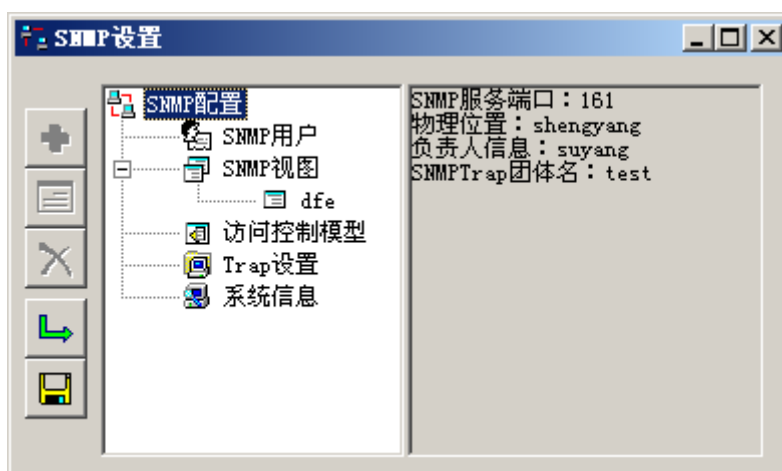 SNMP设置
SNMP配置
SNMP用户
SNMP视图
dfe
访问控制模型
Trap设置
系统信息
SNMP服务端口：161
物理位置：shengyang
负责人信息：suyang
SNMPTrap团体名：test